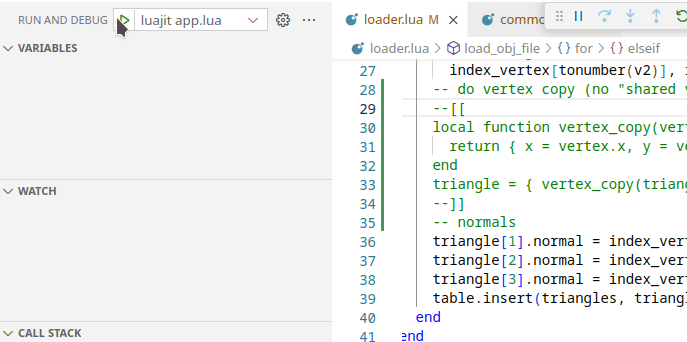 RUN AND DEBUG luajit app.lua
VARIABLES
WATCH
CALL STACK
loader.lua M commo
loader.lua > load_obj_file > {} for > {} elseif
27 index_vertex[tonumber(v2)],
28 -- do vertex copy (no "shared v
29 --[[
30 local function vertex_copy(vert
31 return { x = vertex.x, y = ve
32 end
33 triangle = { vertex_copy(triang
34 --]]
35 -- normals
36 triangle[1].normal = index_vert
37 triangle[2].normal = index_vert
38 triangle[3].normal = index_vert
39 table.insert(triangles, triang
40 end
41 end